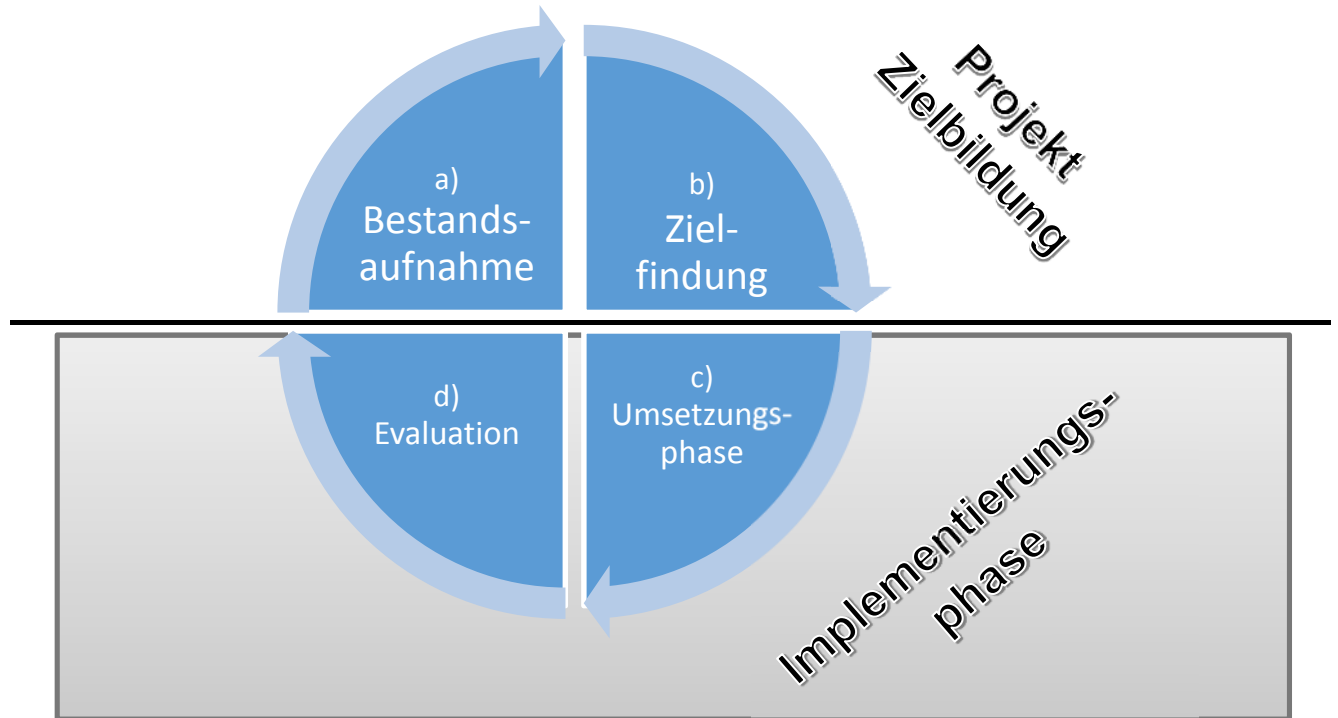 a)
Bestands-
aufnahme
b)
Ziel-
findung
Projekt
Zielbildung
d)
Evaluation
c)
Umsetzungs-
phase
Implementierungs-
phase